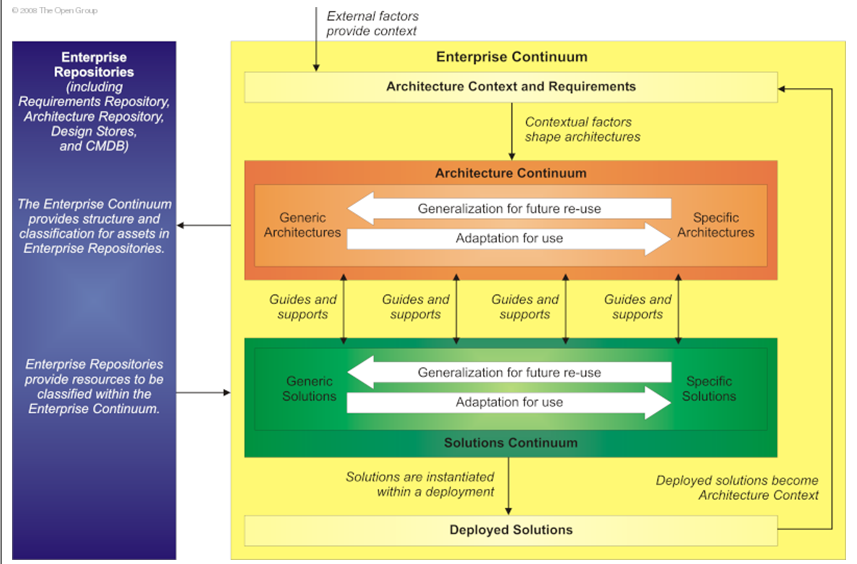 © 2008 The Open Group
External factors
provide context
Enterprise
Repositories
(including
Requirements Repository,
Architecture Repository,
Design Stores,
and CMDB)
The Enterprise Continuum
provides structure and
classification for assets in
Enterprise Repositories.
Enterprise Repositories
provide resources to be
classified within the
Enterprise Continuum.
Enterprise Continuum
Architecture Context and Requirements
Contextual factors
shape architectures
Architecture Continuum
Generic
Architectures
Generalization for future re-use
Adaptation for use
Specific
Architectures
Guides and
supports
Guides and
supports
Guides and
supports
Guides and
supports
Generic
Solutions
Generalization for future re-use
Adaptation for use
Specific
Solutions
Solutions Continuum
Solutions are instantiated
within a deployment
Deployed solutions become
Architecture Context
Deployed Solutions